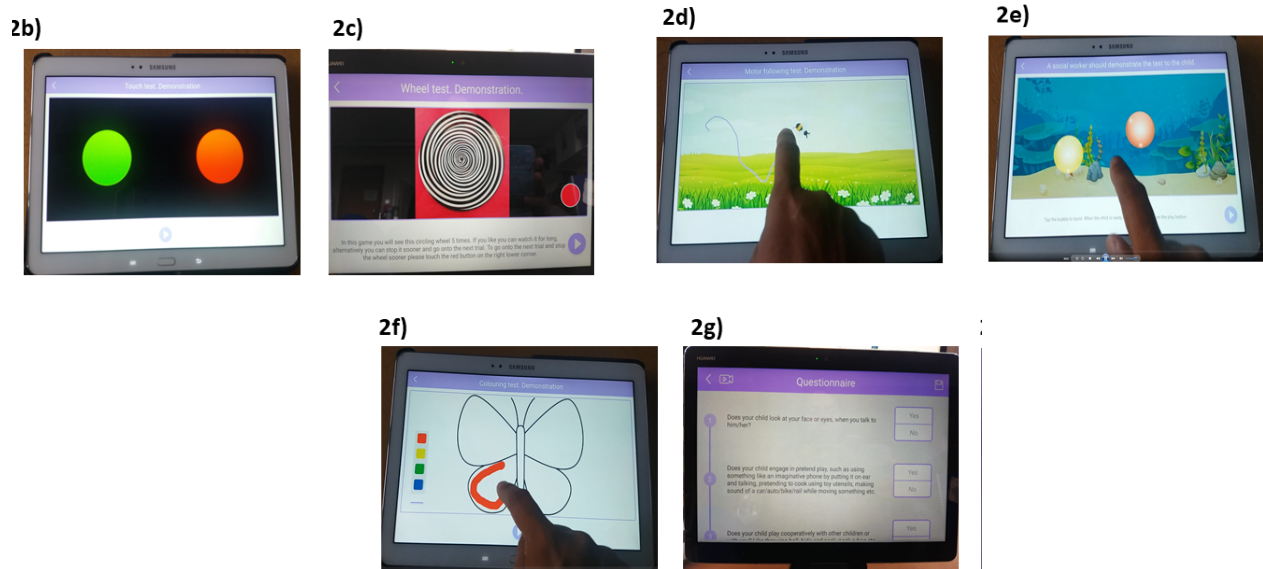 2b)
2c)
2d)
2e)
SAMSUNG
Touch test. Demonstration
HUAWEI
Wheel test. Demonstration.
In this game you will see this circling wheel 5 times. If you like you can watch it for long,
alternatively you can stop it sooner and go onto the next trial. To go onto the next trial and stop
the wheel sooner please touch the red button on the right lower corner.
SAMSUNG
Motor following test. Demonstration
SAMSUNG
A social worker should demonstrate the test to the child.
2f)
2g)
SAMSUNG
Colouring test. Demonstration
HUAWEI
Questionnaire
1
Does your child look at your face or eyes, when you talk to
him/her?
Yes
No
2
Does your child engage in pretend play, such as using
something like an imaginative phone by putting it on ear
and talking, pretending to cook using toy utensils, making
sound of a car/auto/bike/rail while moving something etc.
Yes
No
3
Does your child play cooperatively with other children or
Yes